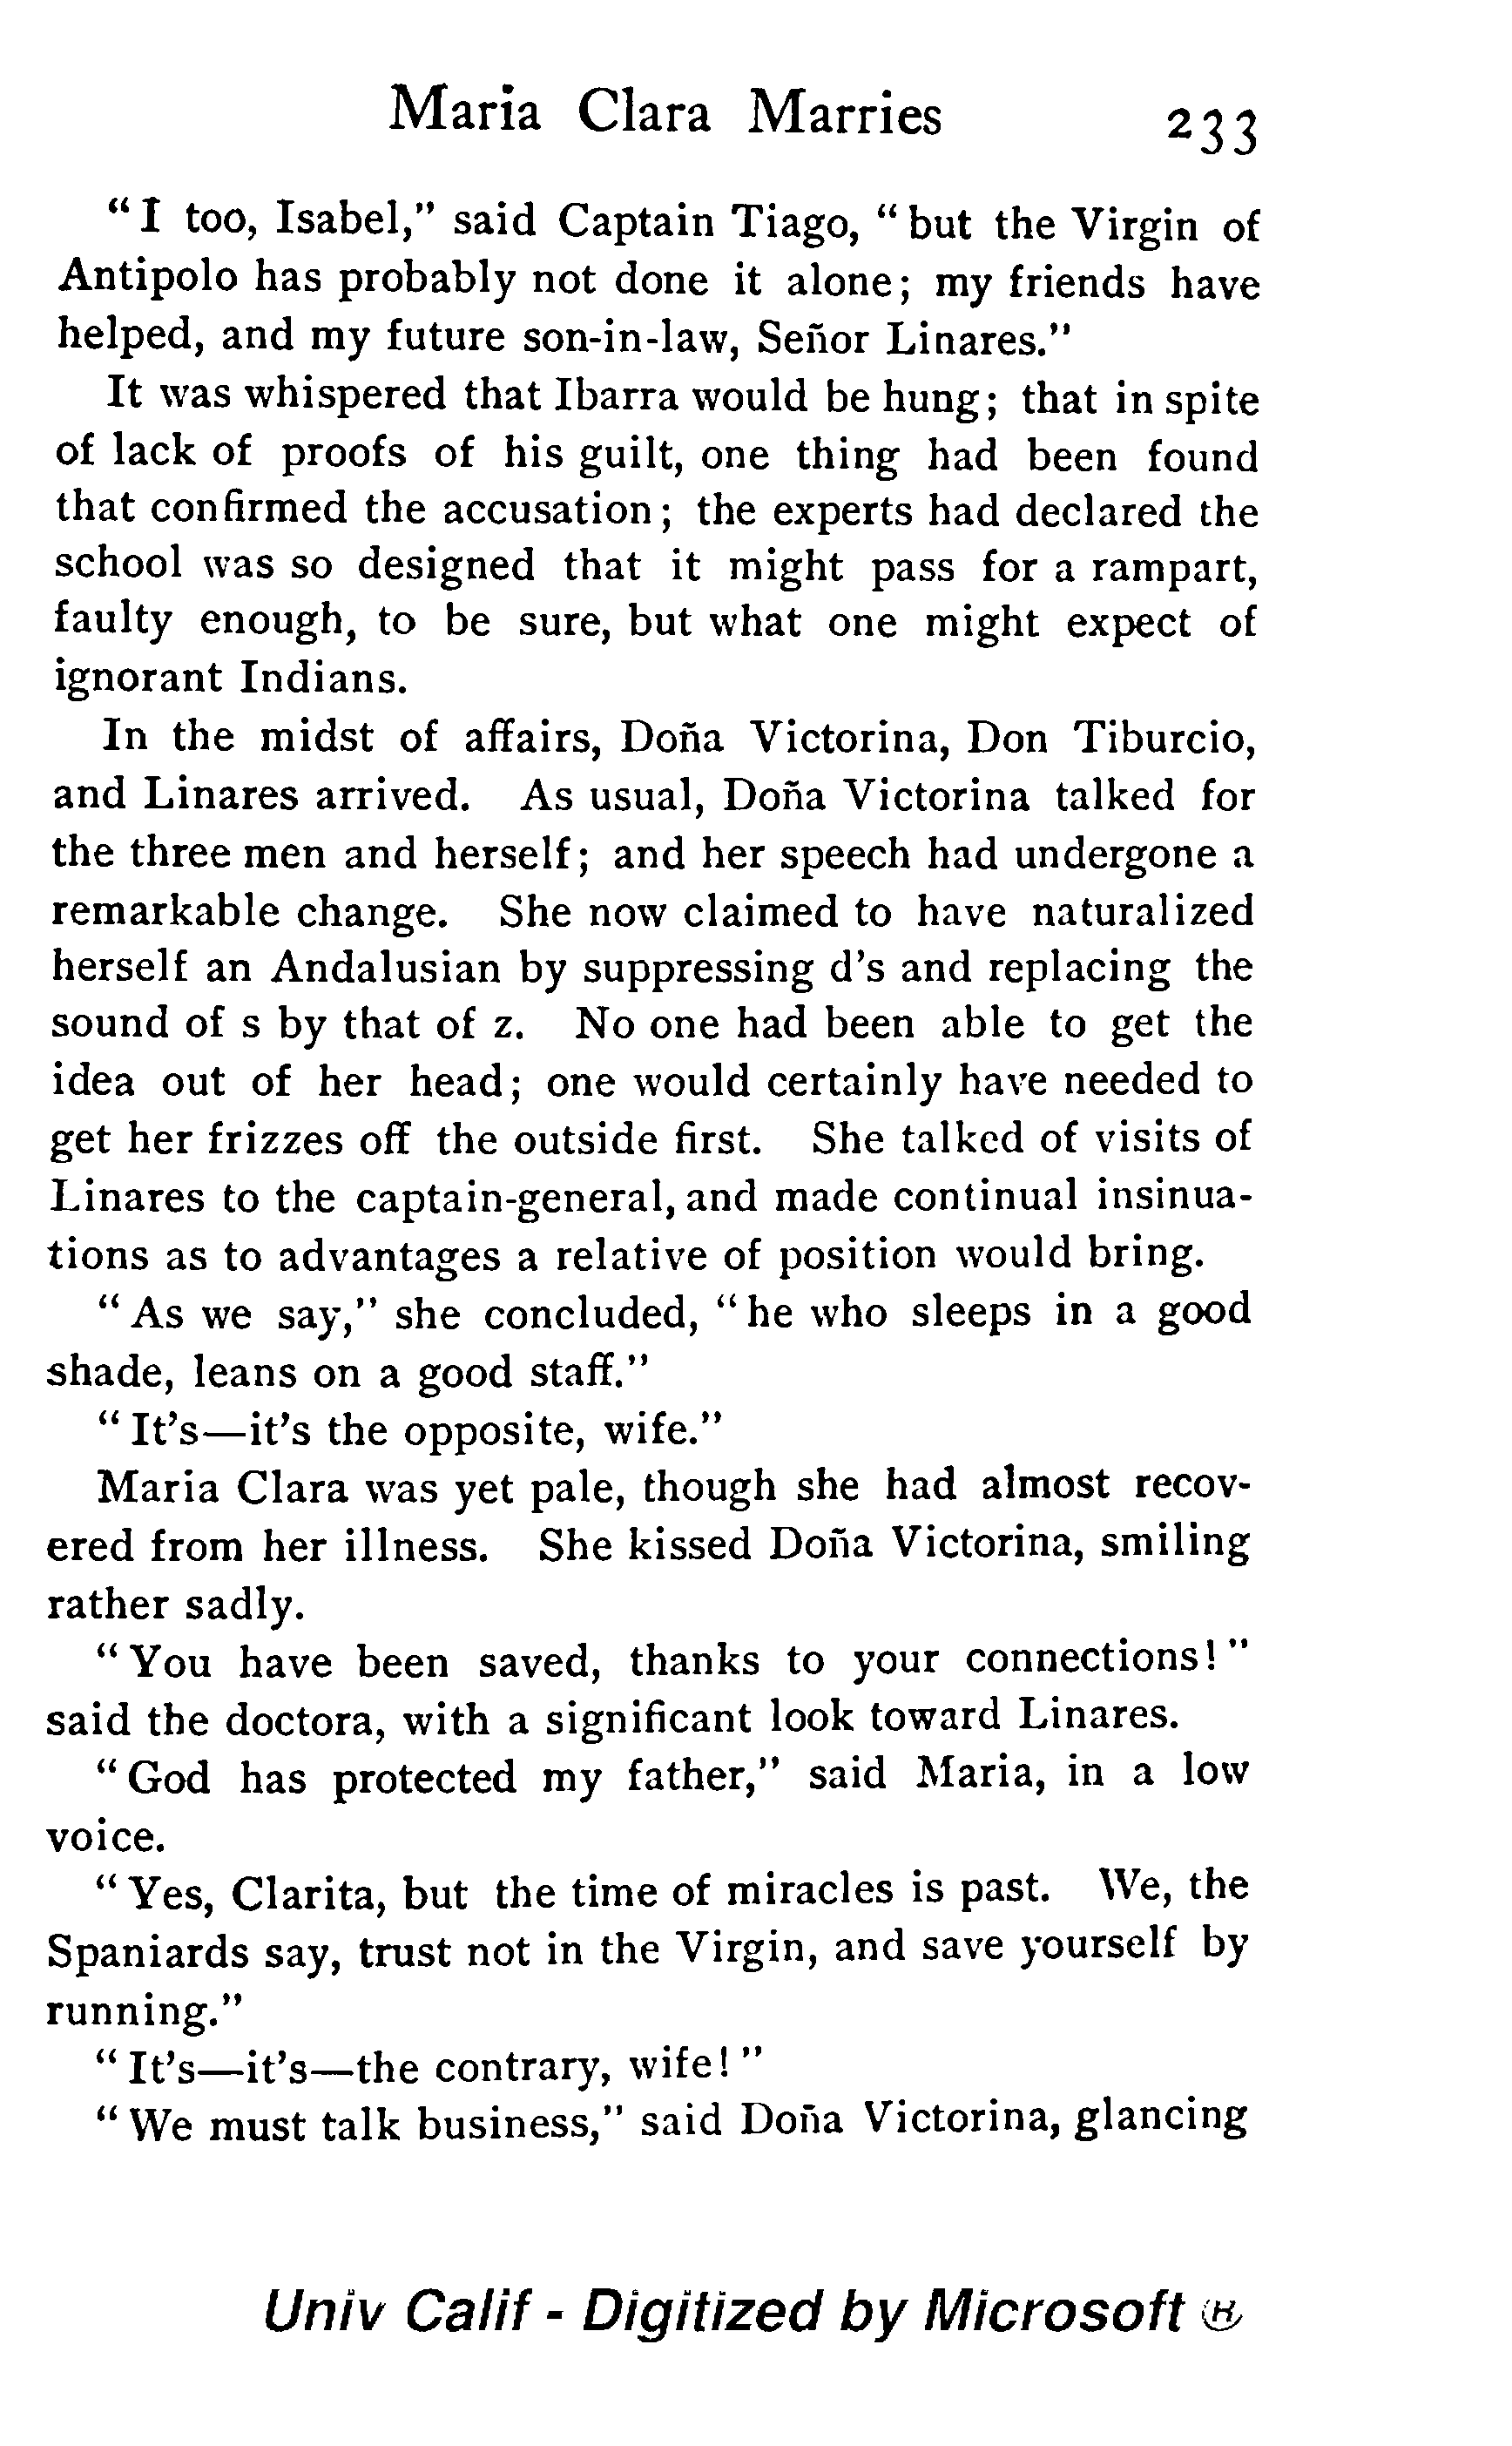 Maria Clara Marries 233
"I too, Isabel," said Captain Tiago, "but the Virgin of
Antipolo has probably not done it alone; my friends have
helped, and my future son-in-law, Señor Linares."
It was whispered that Ibarra would be hung; that in spite
of lack of proofs of his guilt, one thing had been found
that confirmed the accusation; the experts had declared the
school was so designed that it might pass for a rampart,
faulty enough, to be sure, but what one might expect of
ignorant Indians.
In the midst of affairs, Doña Victorina, Don Tiburcio,
and Linares arrived. As usual, Doña Victorina talked for
the three men and herself; and her speech had undergone a
remarkable change. She now claimed to have naturalized
herself an Andalusian by suppressing d's and replacing the
sound of s by that of z. No one had been able to get the
idea out of her head; one would certainly have needed to
get her frizzes off the outside first. She talked of visits of
Linares to the captain-general, and made continual insinua-
tions as to advantages a relative of position would bring.
"As we say," she concluded, "he who sleeps in a good
shade, leans on a good staff."
"It's—it's the opposite, wife."
Maria Clara was yet pale, though she had almost recov-
ered from her illness. She kissed Doña Victorina, smiling
rather sadly.
"You have been saved, thanks to your connections!"
said the doctora, with a significant look toward Linares.
"God has protected my father," said Maria, in a low
voice.
"Yes, Clarita, but the time of miracles is past. We, the
Spaniards say, trust not in the Virgin, and save yourself by
running."
"It's—it's—the contrary, wife!"
"We must talk business," said Doña Victorina, glancing
Univ Calif - Digitized by Microsoft ®